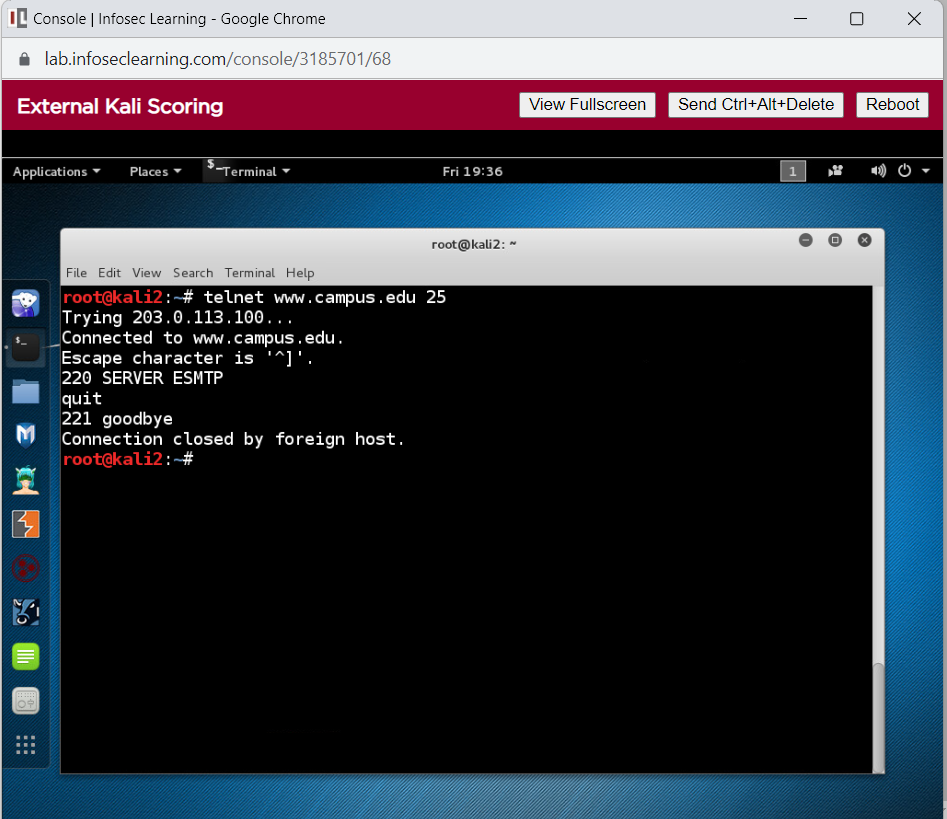 Console | Infosec Learning - Google Chrome
lab.infoseclearning.com/console/3185701/68
External Kali Scoring View Fullscreen Send Ctrl+Alt+Delete Reboot
Applications Places Terminal Fri 19:36 1
root@kali2: ~
File Edit View Search Terminal Help
root@kali2:~# telnet www.campus.edu 25
Trying 203.0.113.100...
Connected to www.campus.edu.
Escape character is '^]'.
220 SERVER ESMTP
quit
221 goodbye
Connection closed by foreign host.
root@kali2:~#